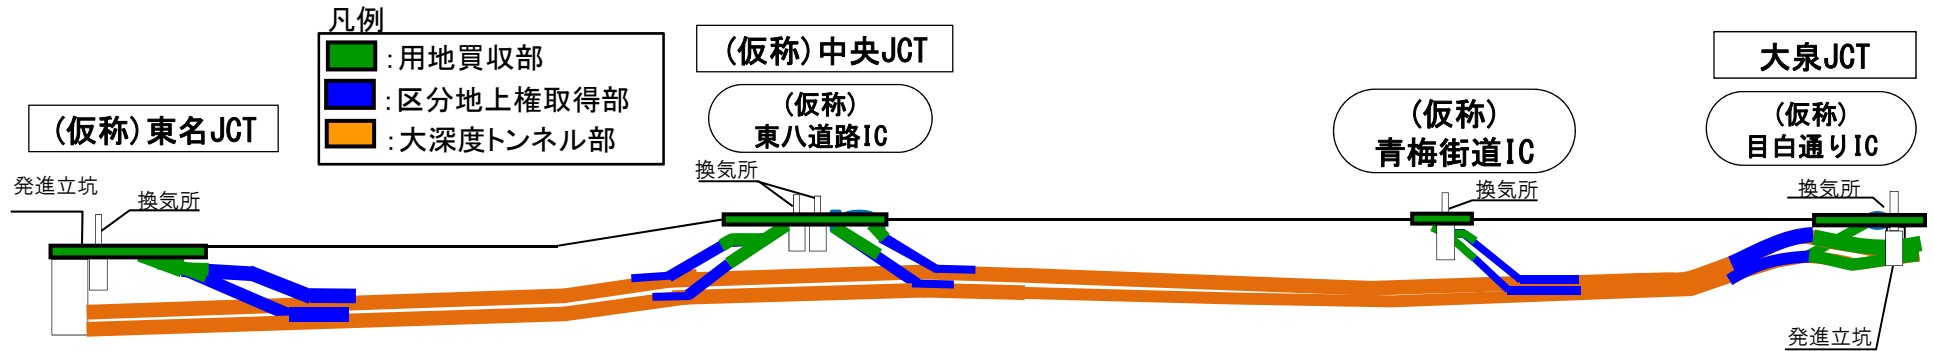 凡例
:用地買収部
:区分地上権取得部
:大深度トンネル部
(仮称)東名JCT
(仮称)中央JCT
(仮称)
東八道路IC
(仮称)
青梅街道IC
大泉JCT
(仮称)
目白通りIC
発進立坑
換気所
換気所
換気所
換気所
発進立坑